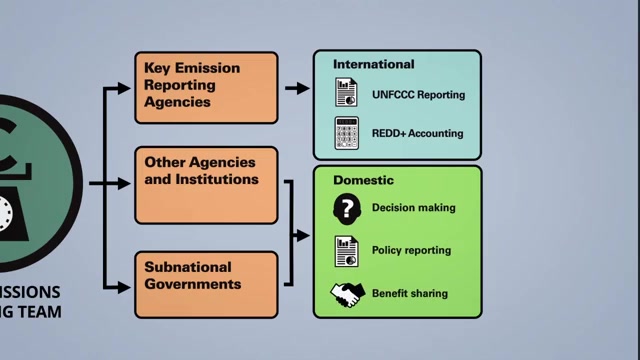 Key Emission
Reporting
Agencies
Other Agencies
and Institutions
Subnational
Governments
International
UNFCCC Reporting
REDD+ Accounting
Domestic
Decision making
Policy reporting
Benefit sharing
?
C
TEAM